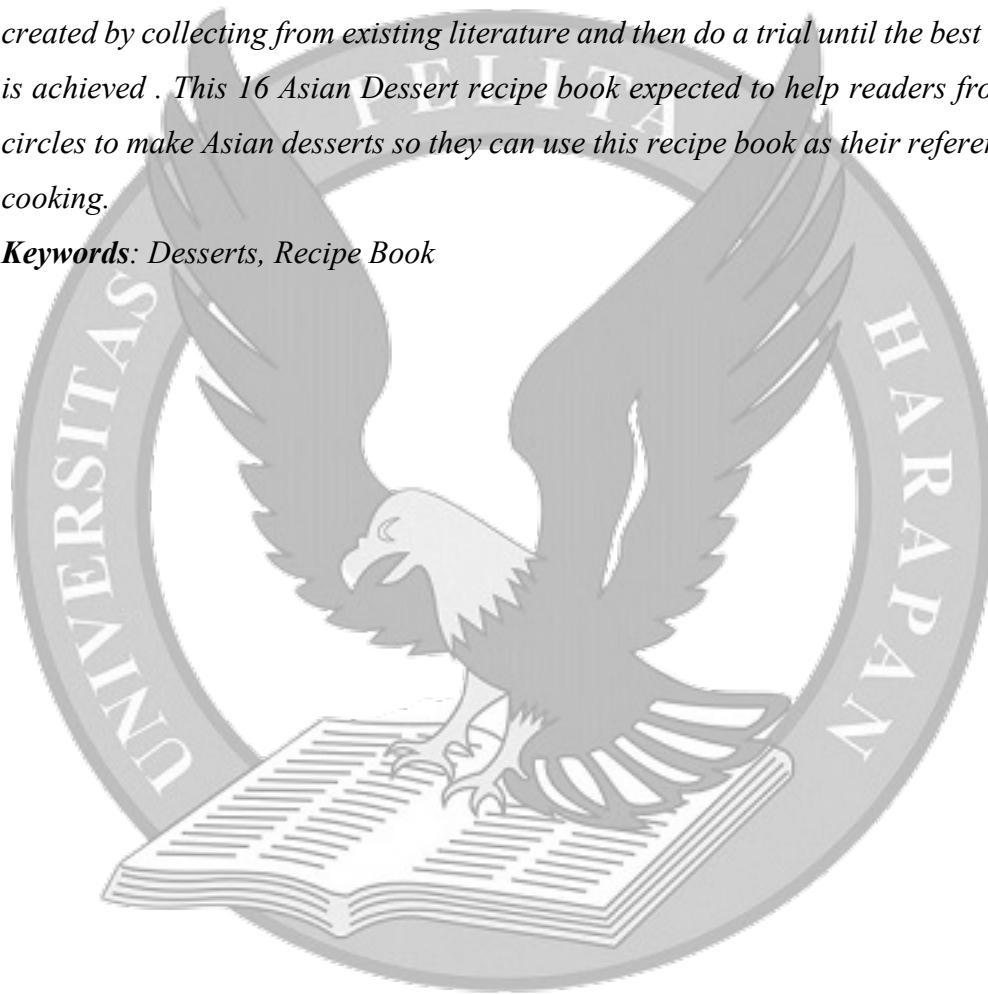 created by collecting from existing literature and then do a trial until the best
is achieved . This 16 Asian Dessert recipe book expected to help readers
circles to make Asian desserts so they can use this recipe book as their
cooking.
Keywords: Desserts, Recipe Book
UNIVERSITAS PELITA HARAPAN